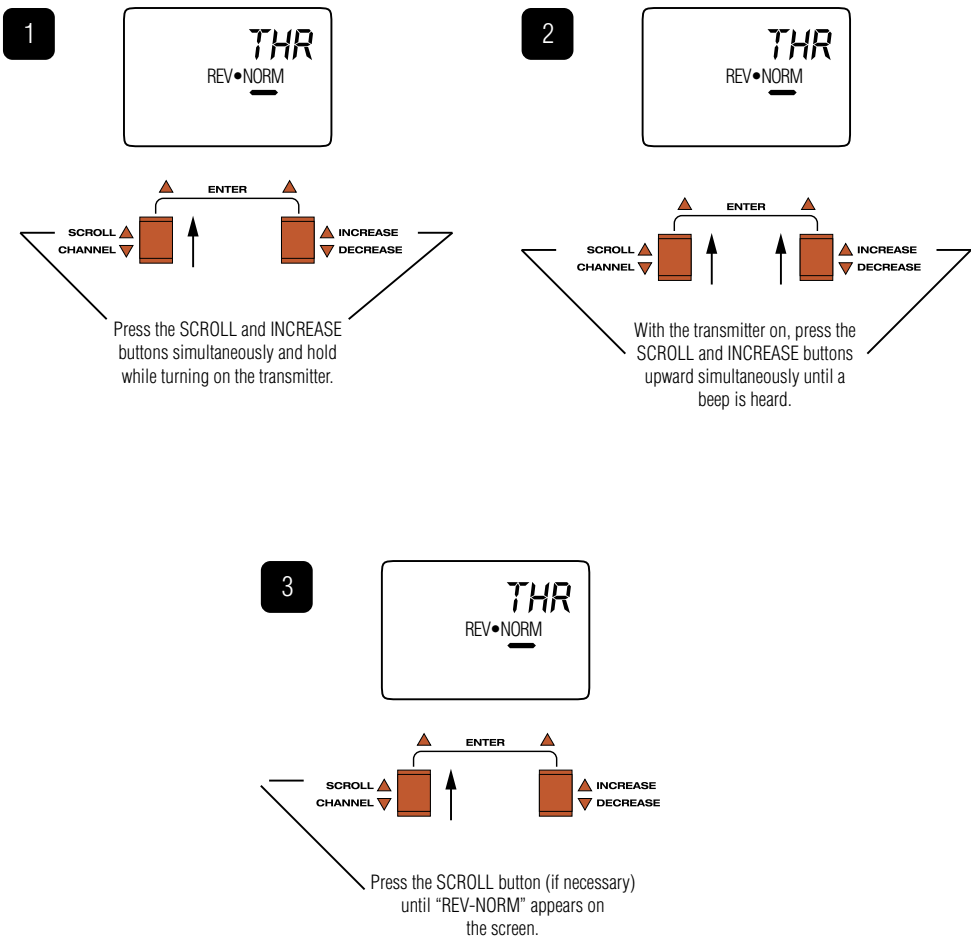 1
THR
REV•NORM
ENTER
SCROLL
CHANNEL
INCREASE
DECREASE
Press the SCROLL and INCREASE
buttons simultaneously and hold
while turning on the transmitter.
2
THR
REV•NORM
ENTER
SCROLL
CHANNEL
INCREASE
DECREASE
With the transmitter on, press the
SCROLL and INCREASE buttons
upward simultaneously until a
beep is heard.
3
THR
REV•NORM
ENTER
SCROLL
CHANNEL
INCREASE
DECREASE
Press the SCROLL button (if necessary)
until “REV-NORM” appears on
the screen.